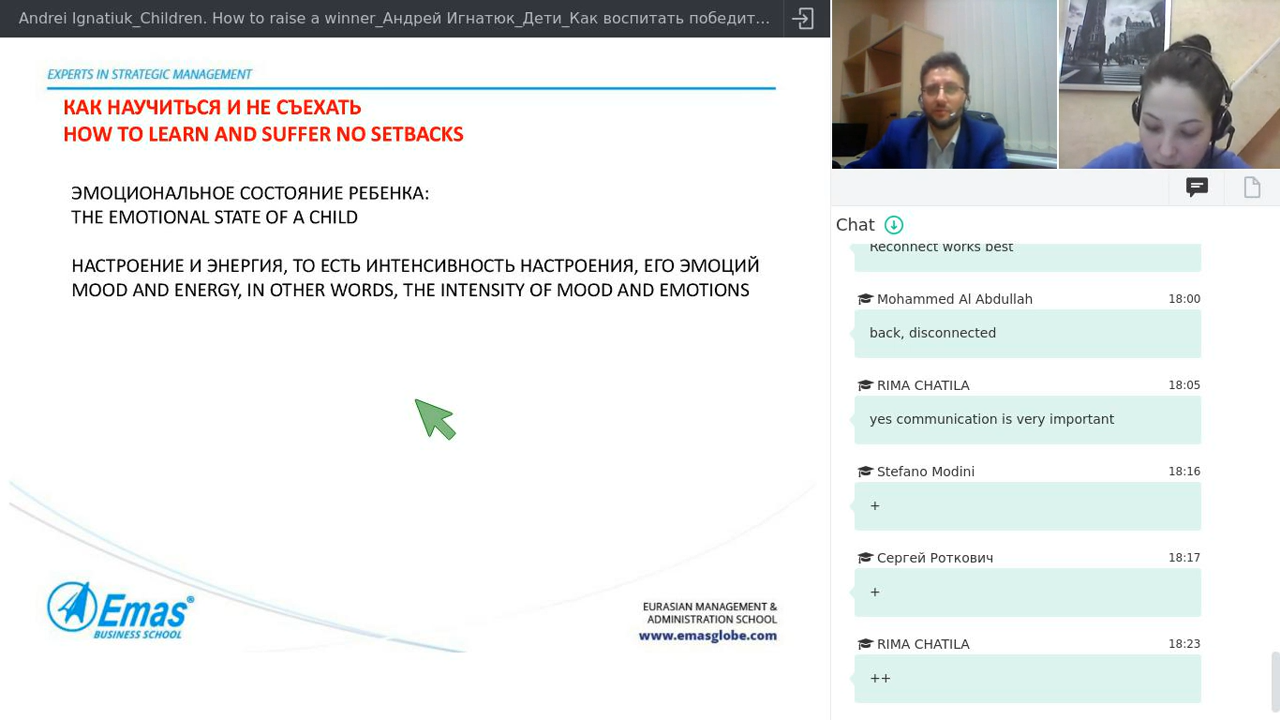 Andrei Ignatiuk_Children. How to raise a winner_Андрей Игнатюк_Дети_Как воспитать победит...
EXPERTS IN STRATEGIC MANAGEMENT
КАК НАУЧИТЬСЯ И НЕ СЪЕХАТЬ
HOW TO LEARN AND SUFFER NO SETBACKS
ЭМОЦИОНАЛЬНОЕ СОСТОЯНИЕ РЕБЕНКА:
THE EMOTIONAL STATE OF A CHILD
НАСТРОЕНИЕ И ЭНЕРГИЯ, ТО ЕСТЬ ИНТЕНСИВНОСТЬ НАСТРОЕНИЯ, ЕГО ЭМОЦИЙ
MOOD AND ENERGY, IN OTHER WORDS, THE INTENSITY OF MOOD AND EMOTIONS
Emas®
BUSINESS SCHOOL
EURASIAN MANAGEMENT &
ADMINISTRATION SCHOOL
www.emasglobe.com
Chat
Reconnect works best
Mohammed Al Abdullah 18:00
back, disconnected
RIMA CHATILA 18:05
yes communication is very important
Stefano Modini 18:16
+
Сергей Роткович 18:17
+
RIMA CHATILA 18:23
++